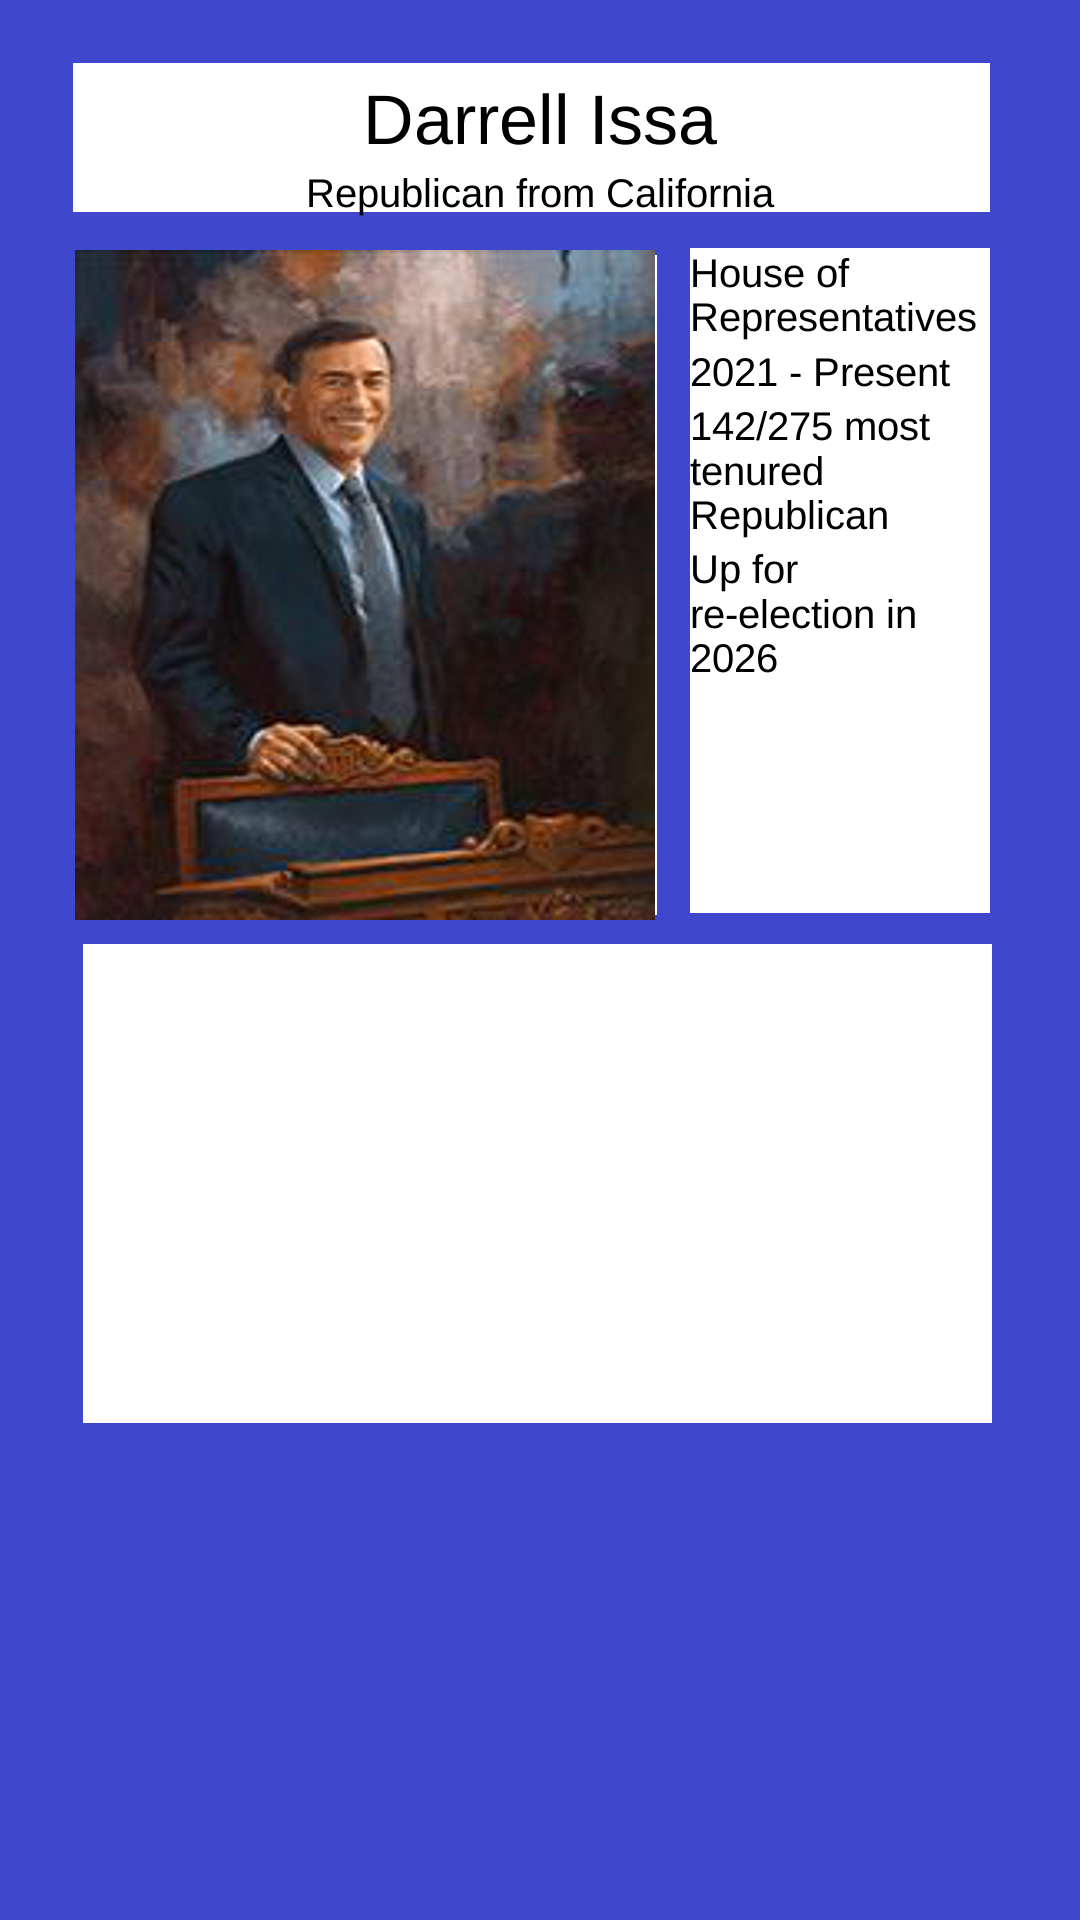 Darrell Issa
Republican from California
House of
Representatives
2021 - Present
142/275 most
tenured
Republican
Up for
re-election in
2026